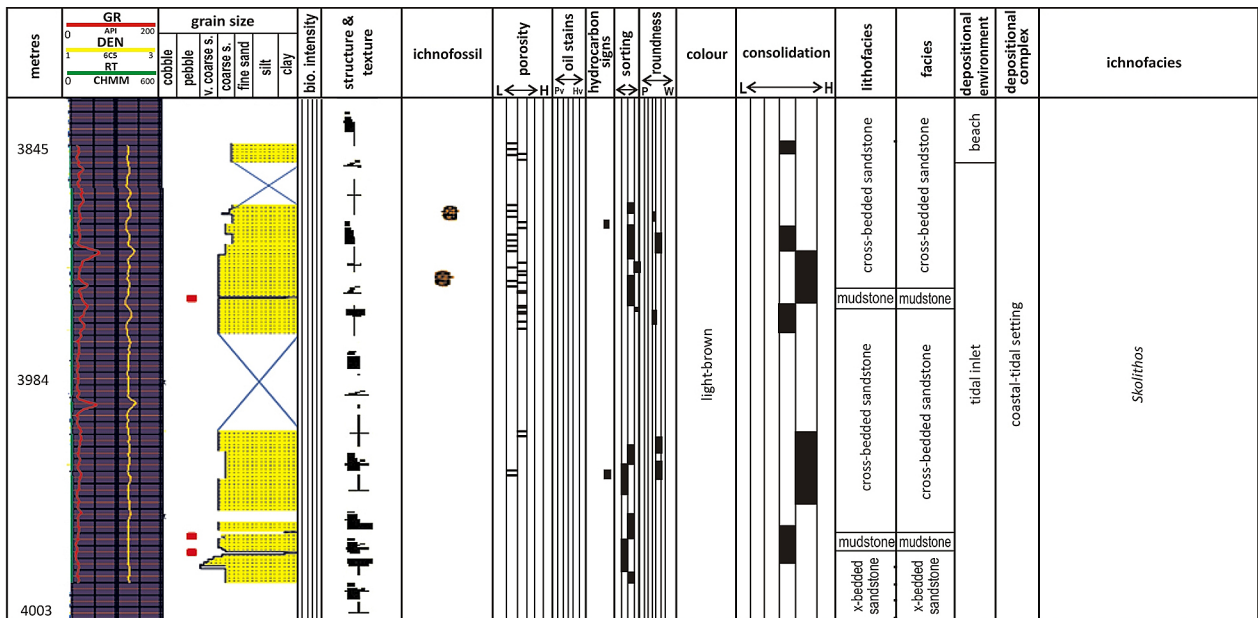 metres
GR
0 API 200
DEN
1 6C5 3
RT
0 CHMM 600
grain size
cobble
pebble
v. coarse s.
coarse s.
fine sand
silt
clay
bio. intensity
structure &
texture
ichnofossil
porosity
L H
oil stains
Pv Hv
hydrocarbon
signs
sorting
roundness
P W
colour
consolidation
L H
lithofacies
facies
depositional
environment
depositional
complex
ichnofacies
3845
3984
4003
light-brown
cross-bedded sandstone
mudstone
cross-bedded sandstone
mudstone
x-bedded
sandstone
cross-bedded sandstone
mudstone
cross-bedded sandstone
mudstone
x-bedded
sandstone
beach
tidal inlet
coastal-tidal setting
Skolithos